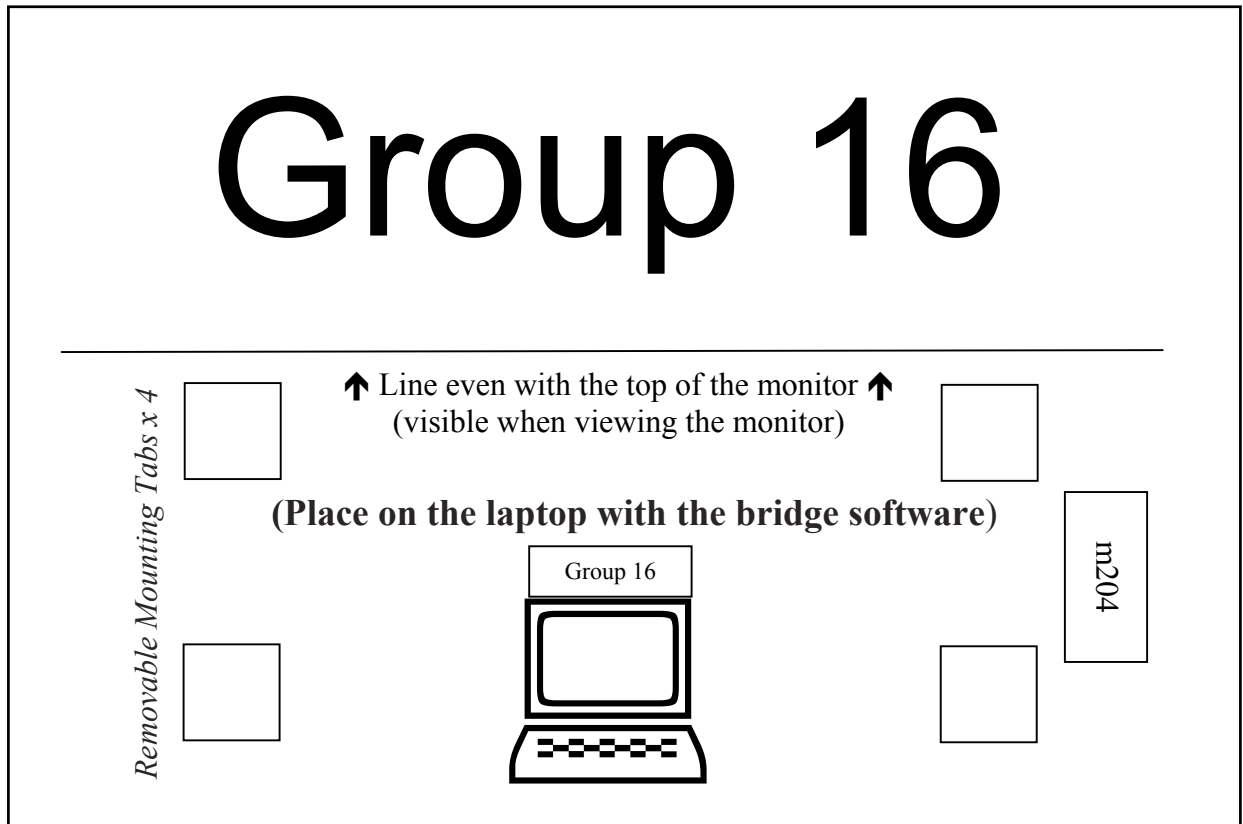 Group 16
🡹 Line even with the top of the monitor 🡹
(visible when viewing the monitor)
Removable Mounting Tabs x 4
(Place on the laptop with the bridge software)
Group 16
m204